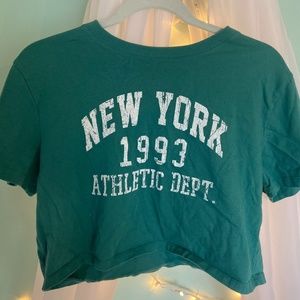 NEW YORK
1993
ATHLETIC DEPT.